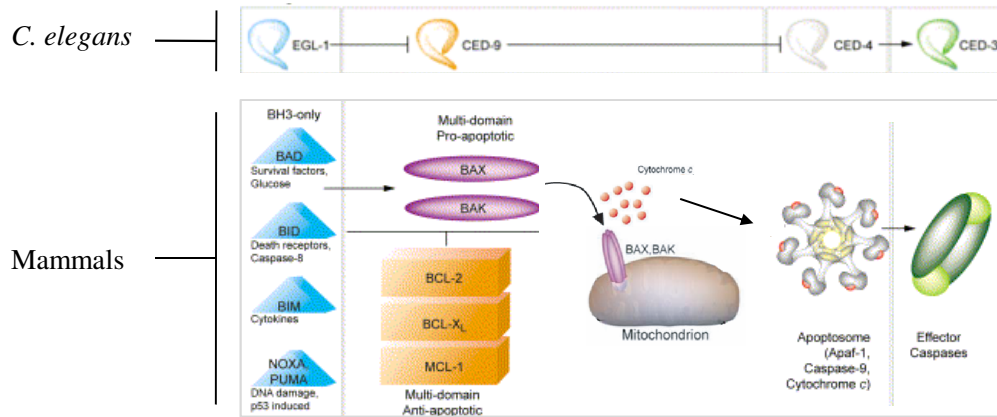 C. elegans
EGL-1
CED-9
CED-4
CED-3
Mammals
BH3-only
BAD
Survival factors,
Glucose
BID
Death receptors,
Caspase-8
BIM
Cytokines
NOXA,
PUMA
DNA damage,
p53 induced
Multi-domain
Pro-apoptotic
BAX
BAK
BCL-2
BCL-XL
MCL-1
Multi-domain
Anti-apoptotic
Cytochrome c
BAX,BAK
Mitochondrion
Apoptosome
(Apaf-1,
Caspase-9,
Cytochrome c)
Effector
Caspases